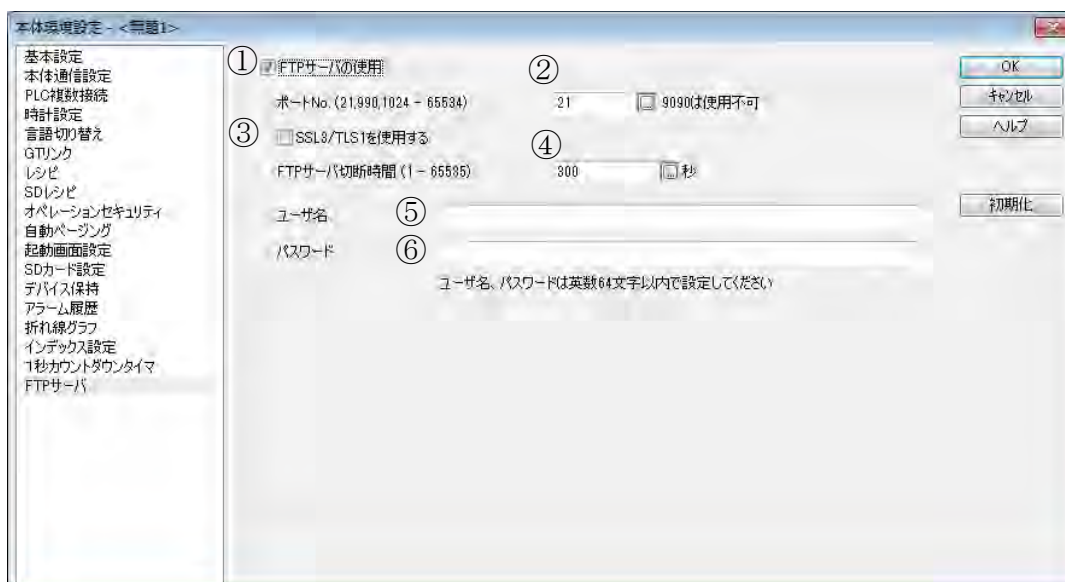 本体環境設定 - <無題1>
基本設定
本体通信設定
PLC複数接続
時計設定
言語切り替え
GTリンク
レシピ
SDレシピ
オペレーションセキュリティ
自動ページング
起動画面設定
SDカード設定
デバイス保持
アラーム履歴
折れ線グラフ
インデックス設定
1秒カウントダウンタイマ
FTPサーバ
① FTPサーバの使用
②
ポートNo. (21,990,1024 - 65534) 21 9090は使用不可
③ SSL3/TLS1を使用する
④
FTPサーバ切断時間 (1 - 65535) 300 秒
ユーザ名 ⑤
パスワード ⑥
ユーザ名、パスワードは英数64文字以内で設定してください
OK
キャンセル
ヘルプ
初期化